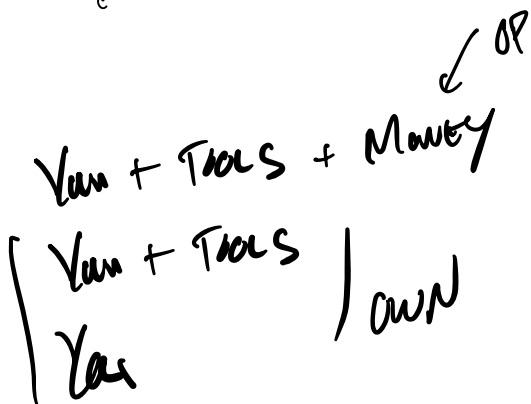 OP
Van + TOOLS + MONEY
Van + TOOLS
OWN
Van